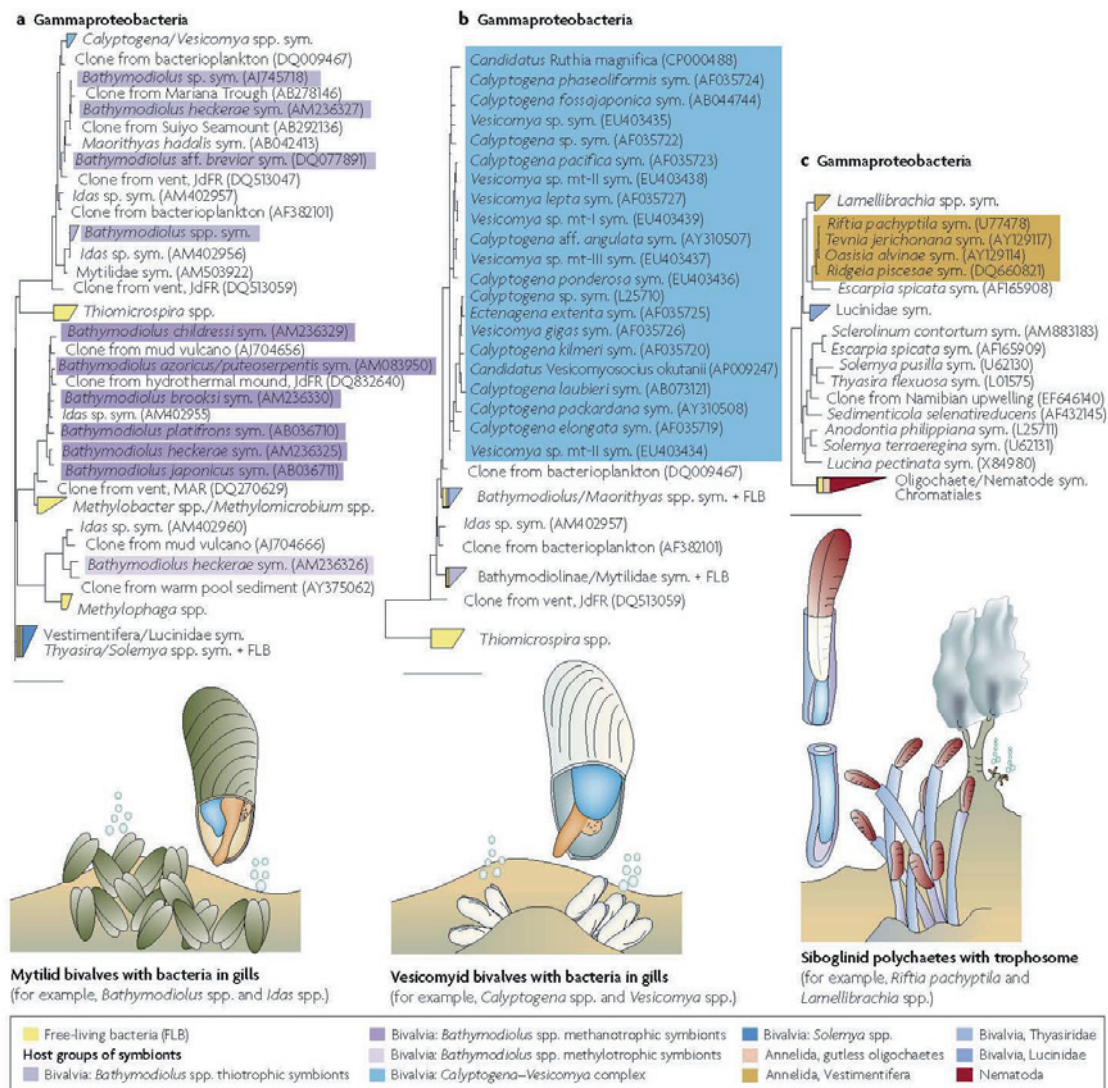 a Gammaproteobacteria
Calyptogena/Vesicomya spp. sym.
Clone from bacterioplankton (DQ009467)
Bathymodiolus sp. sym. (AJ745718)
Clone from Mariana Trough (AB278146)
Bathymodiolus heckerae sym. (AM236327)
Clone from Suiyo Seamount (AB292136)
Maorithyas hadalis sym. (AB042413)
Bathymodiolus aff. brevior sym. (DQ077891)
Clone from vent, JdFR (DQ513047)
Idas sp. sym. (AM402957)
Clone from bacterioplankton (AF382101)
Bathymodiolus spp. sym.
Idas sp. sym. (AM402956)
Mytilidae sym. (AM503922)
Clone from vent, JdFR (DQ513059)
Thiomicrospira spp.
Bathymodiolus childressi sym. (AM236329)
Clone from mud vulcano (AJ704656)
Bathymodiolus azoricus/puteoserpentis sym. (AM083950)
Clone from hydrothermal mound, JdFR (DQ832640)
Bathymodiolus brooksi sym. (AM236330)
Idas sp. sym. (AM402955)
Bathymodiolus platifrons sym. (AB036710)
Bathymodiolus heckerae sym. (AM236325)
Bathymodiolus japonicus sym. (AB036711)
Clone from vent, MAR (DQ270629)
Methylobacter spp./Methylomicrobium spp.
Idas sp. sym. (AM402960)
Clone from mud vulcano (AJ704666)
Bathymodiolus heckerae sym. (AM236326)
Clone from warm pool sediment (AY375062)
Methylophaga spp.
Vestimentifera/Lucinidae sym.
Thyasira/Solemya spp. sym. + FLB
Mytilid bivalves with bacteria in gills
(for example, Bathymodiolus spp. and Idas spp.)
b Gammaproteobacteria
Candidatus Ruthia magnifica (CP000488)
Calyptogena phaseoliformis sym. (AF035724)
Calyptogena fossajaponica sym. (AB044744)
Vesicomya sp. sym. (EU403435)
Calyptogena sp. sym. (AF035722)
Calyptogena pacifica sym. (AF035723)
Vesicomya sp. mt-II sym. (EU403438)
Vesicomya lepta sym. (AF035727)
Vesicomya sp. mt-I sym. (EU403439)
Calyptogena aff. angulata sym. (AY310507)
Vesicomya sp. mt-III sym. (EU403437)
Calyptogena ponderosa sym. (EU403436)
Calyptogena sp. sym. (L25710)
Ectenagena extenta sym. (AF035725)
Vesicomya gigas sym. (AF035726)
Calyptogena kilmeri sym. (AF035720)
Candidatus Vesicomyosocius okutanii (AP009247)
Calyptogena laubieri sym. (AB073121)
Calyptogena packardana sym. (AY310508)
Calyptogena elongata sym. (AF035719)
Vesicomya sp. mt-II sym. (EU403434)
Clone from bacterioplankton (DQ009467)
Bathymodiolus/Maorithyas spp. sym. + FLB
Idas sp. sym. (AM402957)
Clone from bacterioplankton (AF382101)
Bathymodiolinae/Mytilidae sym. + FLB
Clone from vent, JdFR (DQ513059)
Thiomicrospira spp.
Vesicomyid bivalves with bacteria in gills
(for example, Calyptogena spp. and Vesicomya spp.)
c Gammaproteobacteria
Lamellibrachia spp. sym.
Riftia pachyptila sym. (U77478)
Tevnia jerichonana sym. (AY129117)
Oasisia alvinae sym. (AY129114)
Ridgeia piscesae sym. (DQ660821)
Escarpia spicata sym. (AF165908)
Lucinidae sym.
Sclerolinum contortum sym. (AM883183)
Escarpia spicata sym. (AF165909)
Solemya pusilla sym. (U62130)
Thyasira flexuosa sym. (L01575)
Clone from Namibian upwelling (EF646140)
Sedimenticola selenatireducens (AF432145)
Anodontia philippiana sym. (L25711)
Solemya terraeregina sym. (U62131)
Lucina pectinata sym. (X84980)
Oligochaete/Nematode sym.
Chromatiales
Siboglinid polychaetes with trophosome
(for example, Riftia pachyptila and
Lamellibrachia spp.)
Free-living bacteria (FLB)
Host groups of symbionts
Bivalvia: Bathymodiolus spp. thiotrophic symbionts
Bivalvia: Bathymodiolus spp. methanotrophic symbionts
Bivalvia: Bathymodiolus spp. methylotrophic symbionts
Bivalvia: Calyptogena–Vesicomya complex
Bivalvia: Solemya spp.
Annelida, gutless oligochaetes
Annelida, Vestimentifera
Bivalvia, Thyasiridae
Bivalvia, Lucinidae
Nematoda